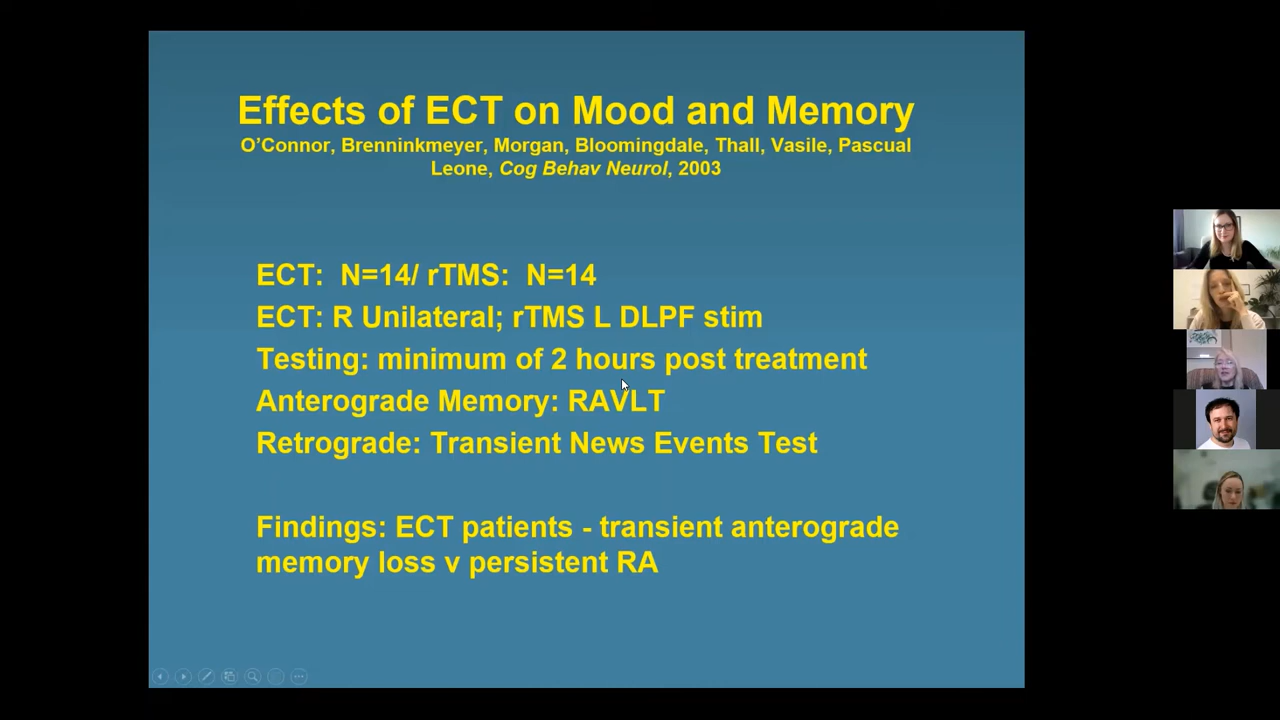 Effects of ECT on Mood and Memory
O'Connor, Brenninkmeyer, Morgan, Bloomingdale, Thall, Vasile, Pascual
Leone, Cog Behav Neurol, 2003
ECT:  N=14/ rTMS:  N=14
ECT: R Unilateral; rTMS L DLPF stim
Testing: minimum of 2 hours post treatment
Anterograde Memory: RAVLT
Retrograde: Transient News Events Test
Findings: ECT patients - transient anterograde
memory loss v persistent RA